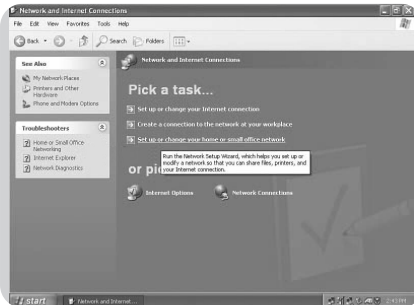 Network and Internet Connections
File Edit View Favorites Tools Help
Back Search Folders
See Also
My Network Places
Printers and Other
Hardware
Phone and Modem Options
Troubleshooters
Home or Small Office
Networking
Internet Explorer
Network Diagnostics
Network and Internet Connections
Pick a task...
Set up or change your Internet connection
Create a connection to the network at your workplace
Set up or change your home or small office network
Run the Network Setup Wizard, which helps you set up or
modify a network so that you can share files, printers, and
your Internet connection.
or pi
Internet Options
Network Connections
start
Network and Internet...
2:41 PM